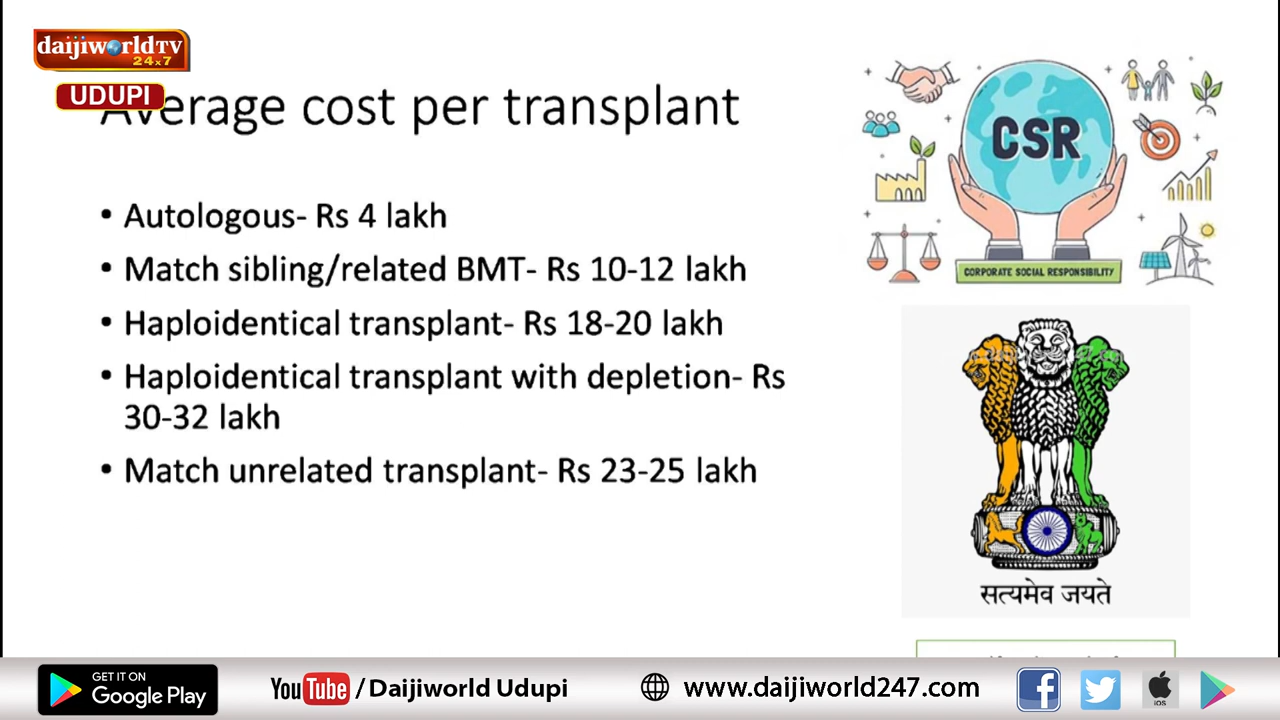 daijiworldTV
24x7
UDUPI
Average cost per transplant
• Autologous- Rs 4 lakh
• Match sibling/related BMT- Rs 10-12 lakh
• Haploidentical transplant- Rs 18-20 lakh
• Haploidentical transplant with depletion- Rs
30-32 lakh
• Match unrelated transplant- Rs 23-25 lakh
CSR
CORPORATE SOCIAL RESPONSIBILITY
सत्यमेव जयते
GET IT ON
Google Play
YouTube /Daijiworld Udupi
www.daijiworld247.com
iOS